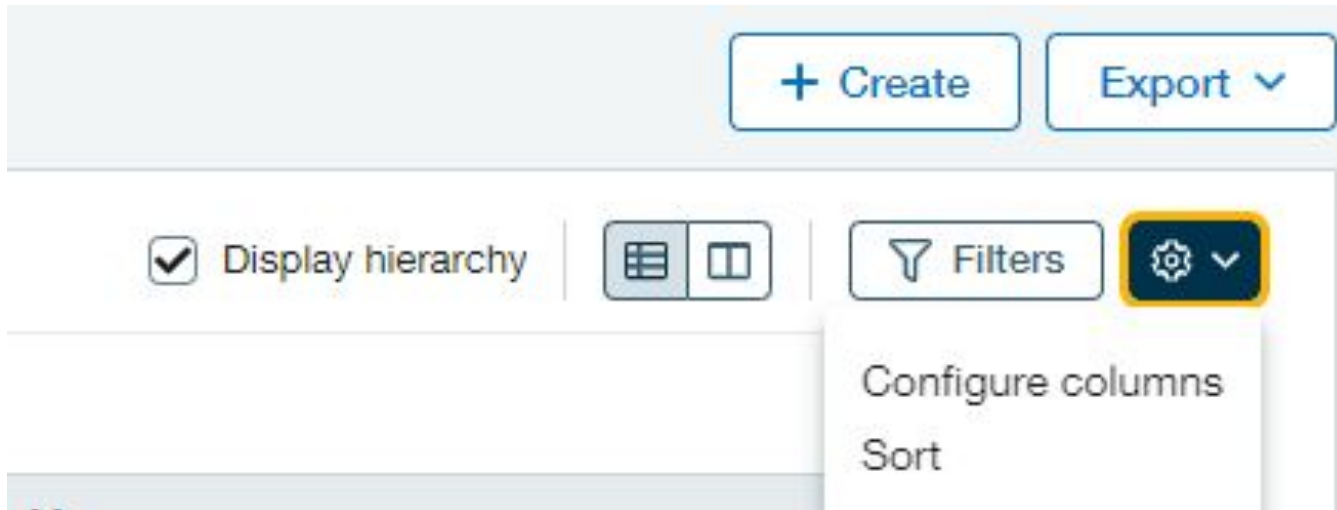 + Create
Export
Display hierarchy
Filters
Configure columns
Sort